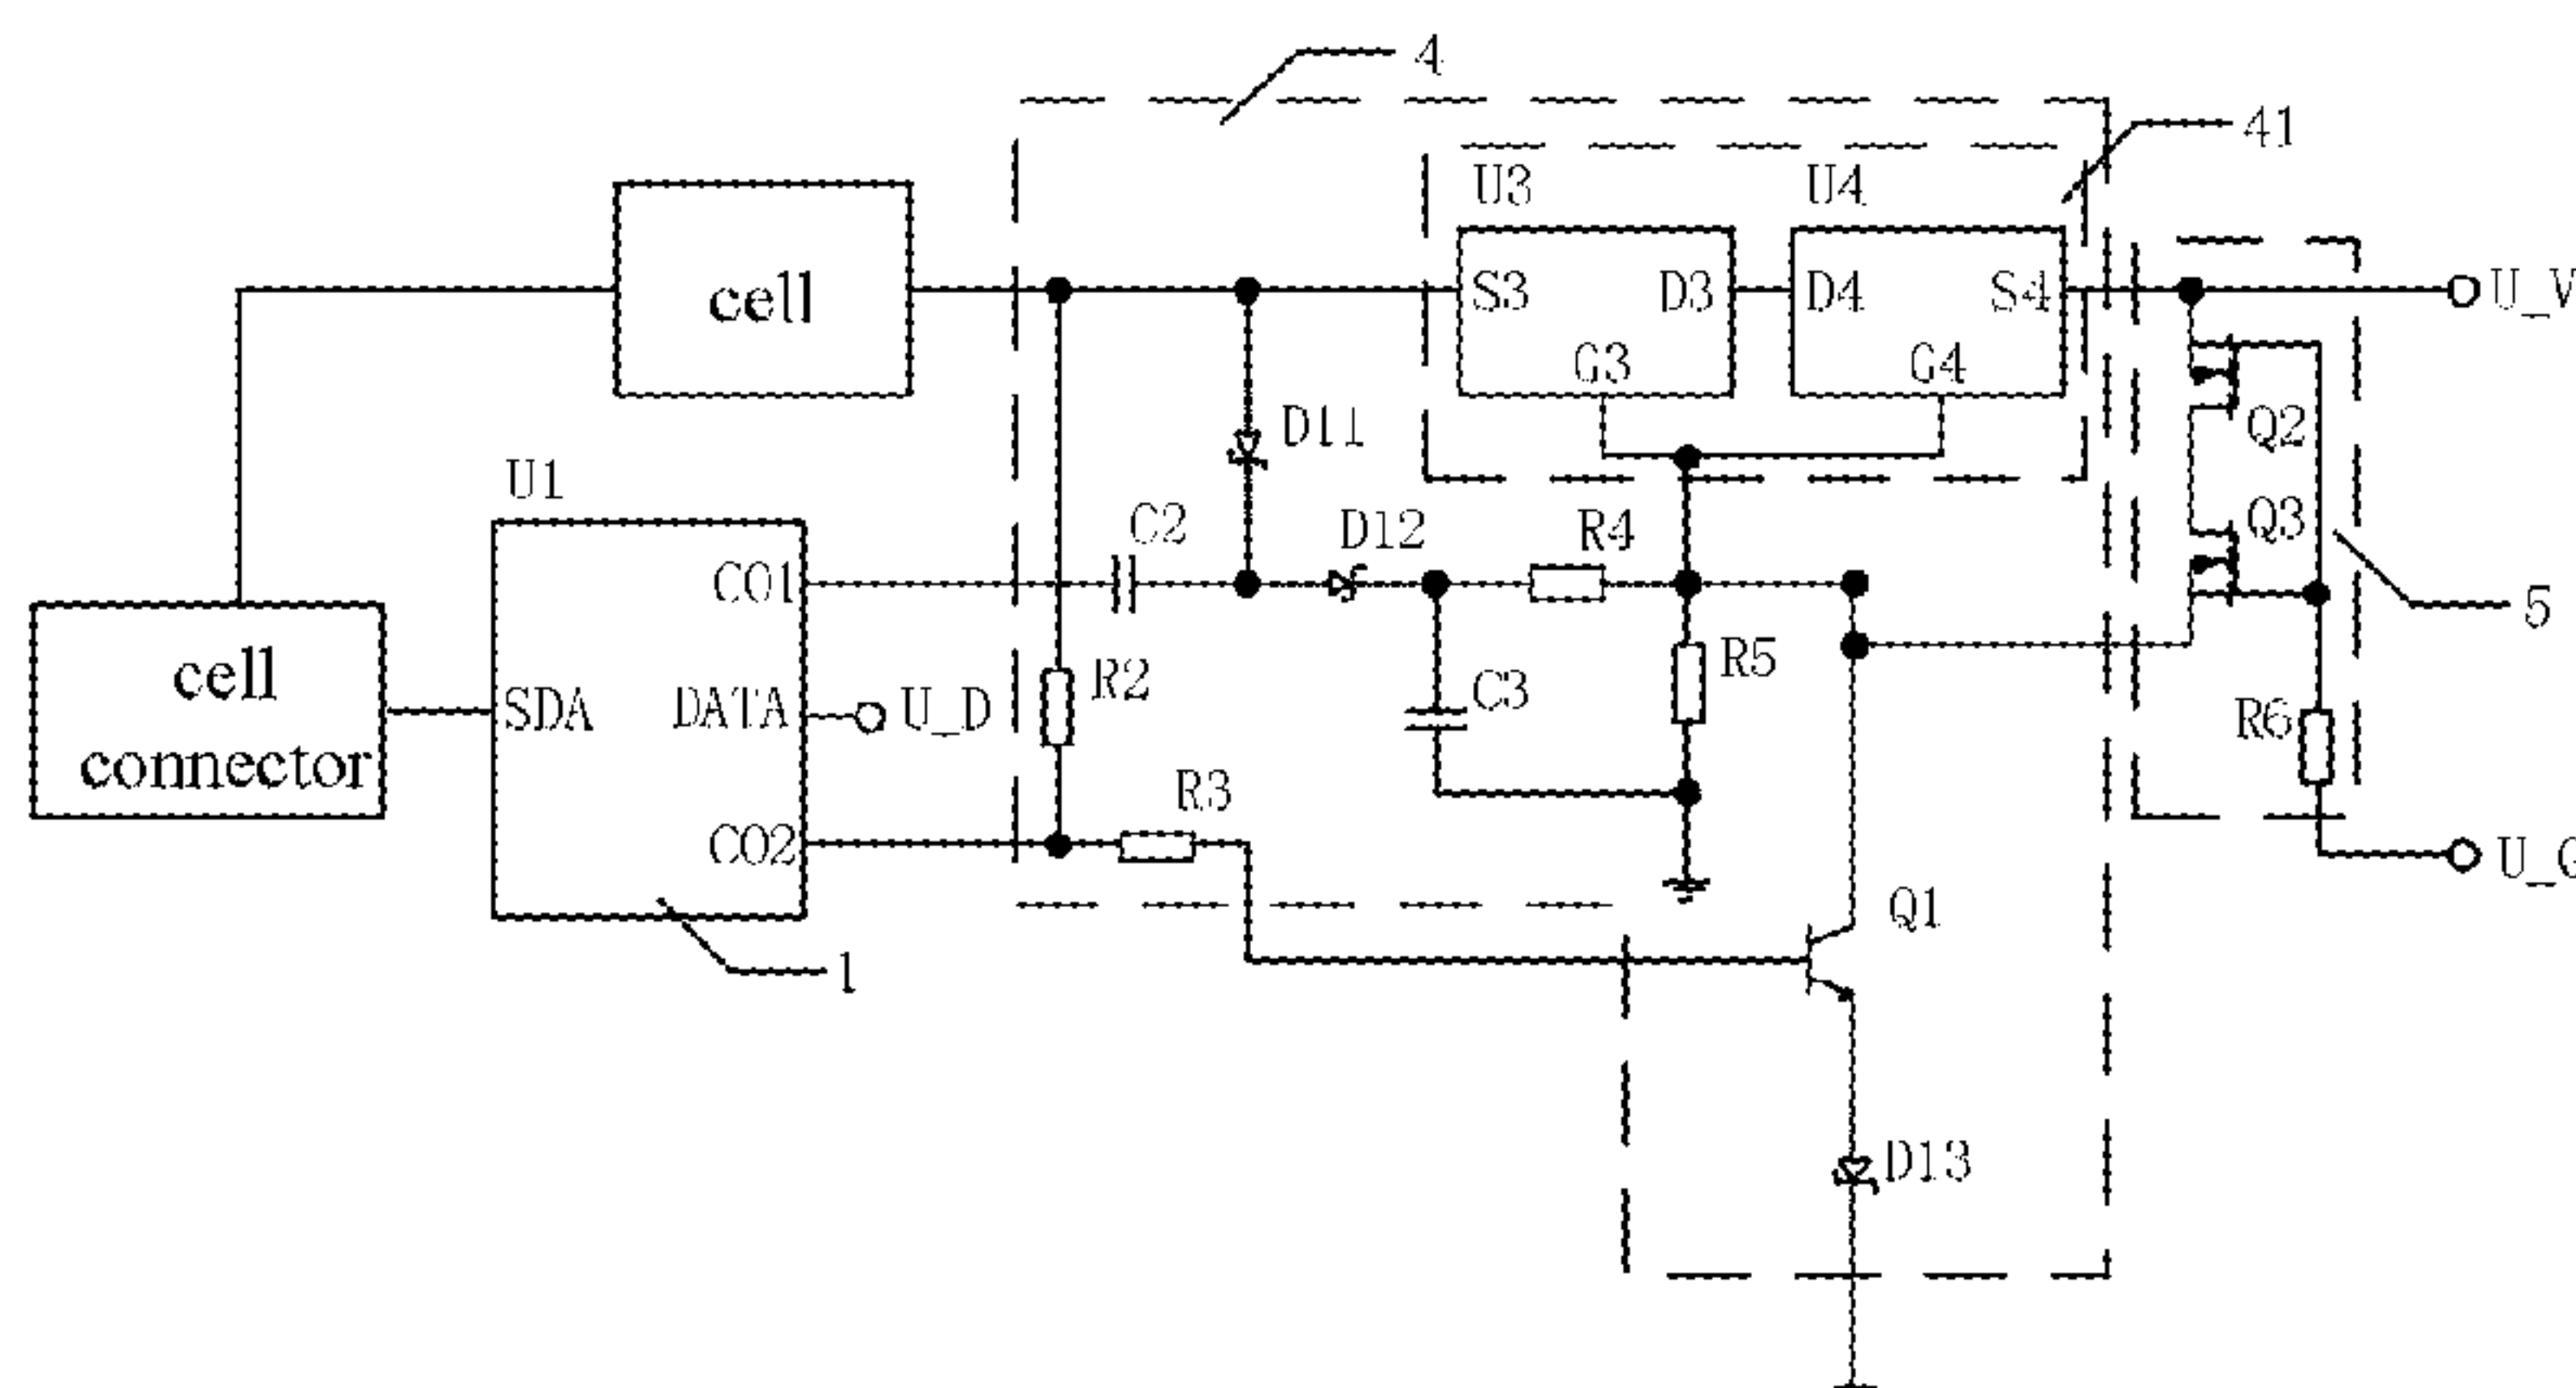 4
41
U3
U4
cell
S3
D3
D4
S4
U_V
G3
G4
D11
Q2
U1
C2
D12
R4
Q3
CO1
5
cell
connector
SDA
DATA
U_D
R2
C3
R5
R6
R3
CO2
U_G
Q1
1
D13